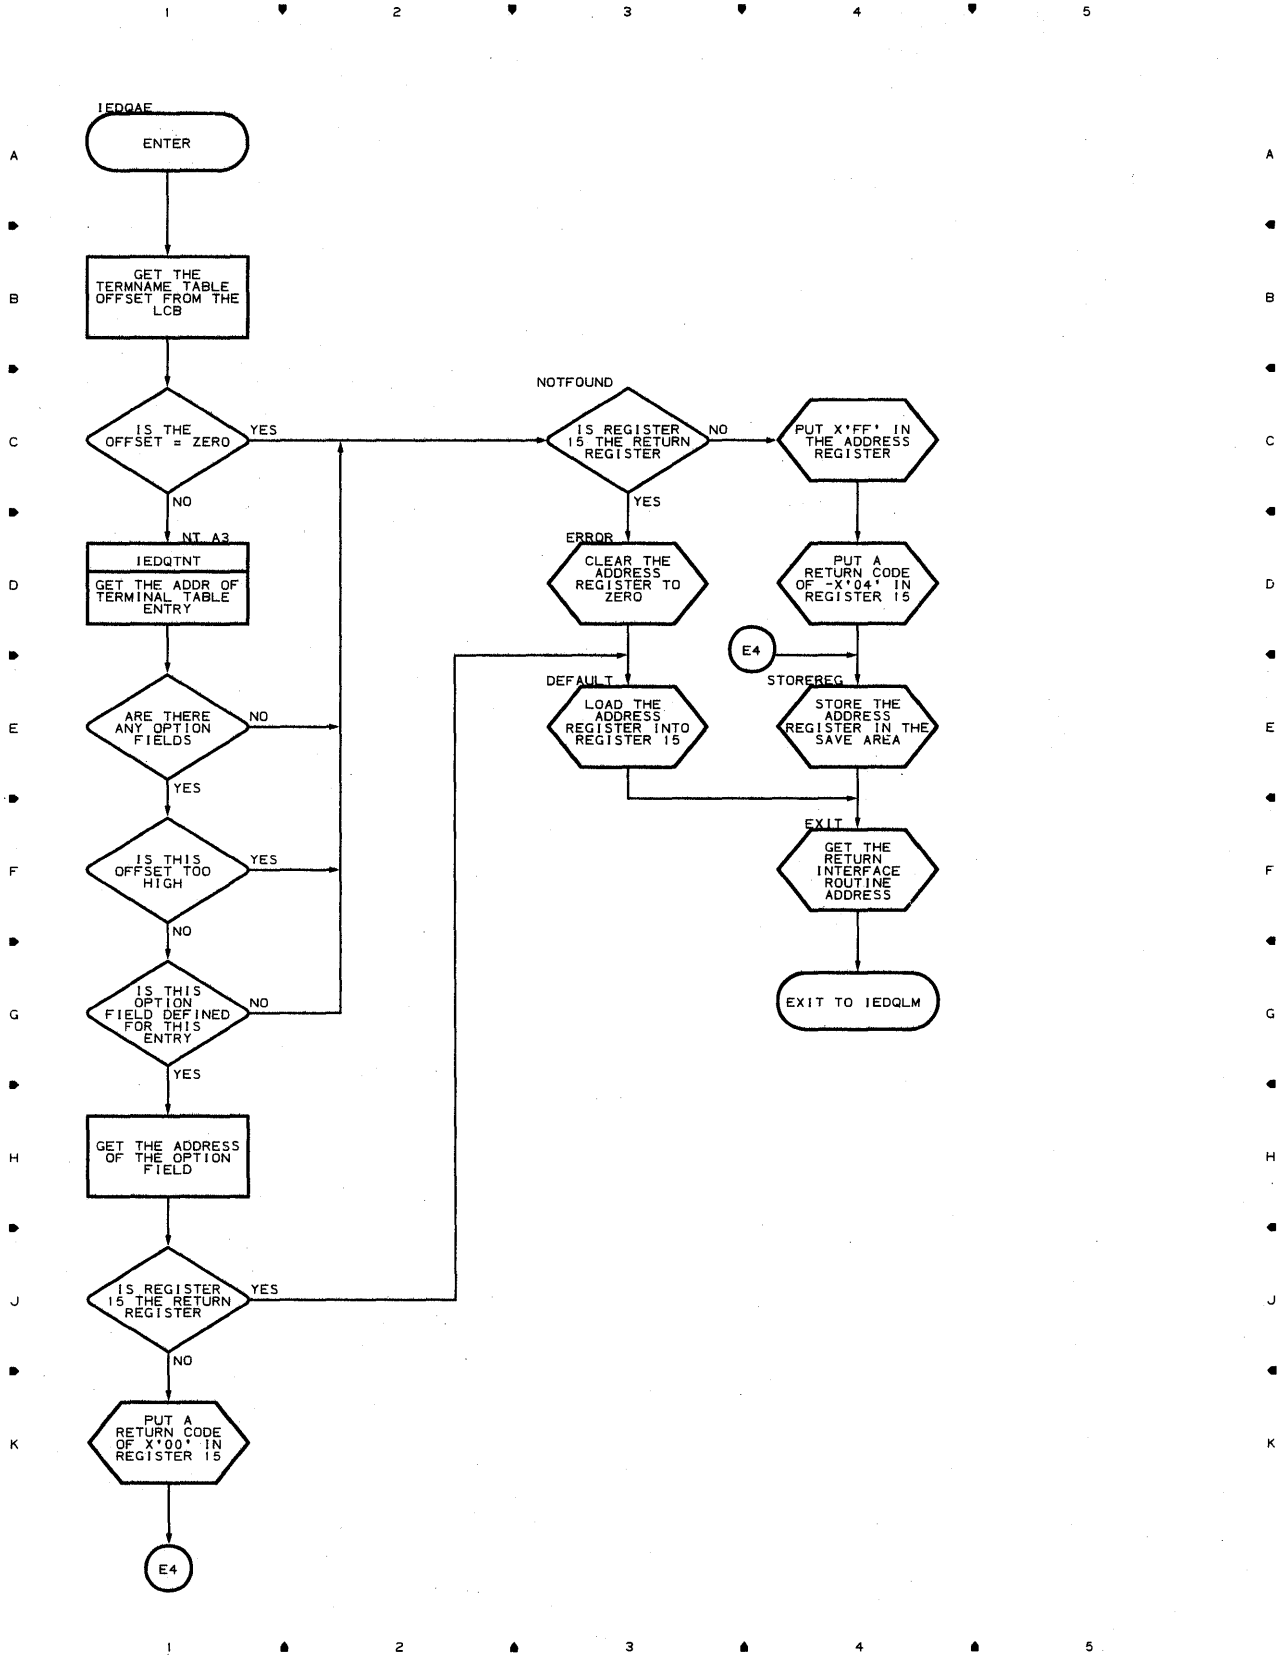 1 2 3 4 5
IEDQAE
ENTER
A A
GET THE
TERMNAME TABLE
OFFSET FROM THE
LCB
B B
NOTFOUND
IS THE
OFFSET = ZERO
YES
NO
IS REGISTER
15 THE RETURN
REGISTER
NO
YES
PUT X'FF' IN
THE ADDRESS
REGISTER
C C
NT A3
IEDQTNT
GET THE ADDR OF
TERMINAL TABLE
ENTRY
ERROR
CLEAR THE
ADDRESS
REGISTER TO
ZERO
PUT A
RETURN CODE
OF -X'04' IN
REGISTER 15
D D
E4
ARE THERE
ANY OPTION
FIELDS
NO
YES
DEFAULT
LOAD THE
ADDRESS
REGISTER INTO
REGISTER 15
STOREREG
STORE THE
ADDRESS
REGISTER IN THE
SAVE AREA
E E
IS THIS
OFFSET TOO
HIGH
YES
NO
EXIT
GET THE
RETURN
INTERFACE
ROUTINE
ADDRESS
F F
IS THIS
OPTION
FIELD DEFINED
FOR THIS
ENTRY
NO
YES
EXIT TO IEDQLM
G G
GET THE ADDRESS
OF THE OPTION
FIELD
H H
IS REGISTER
15 THE RETURN
REGISTER
YES
NO
J J
PUT A
RETURN CODE
OF X'00' IN
REGISTER 15
K K
E4
1 2 3 4 5